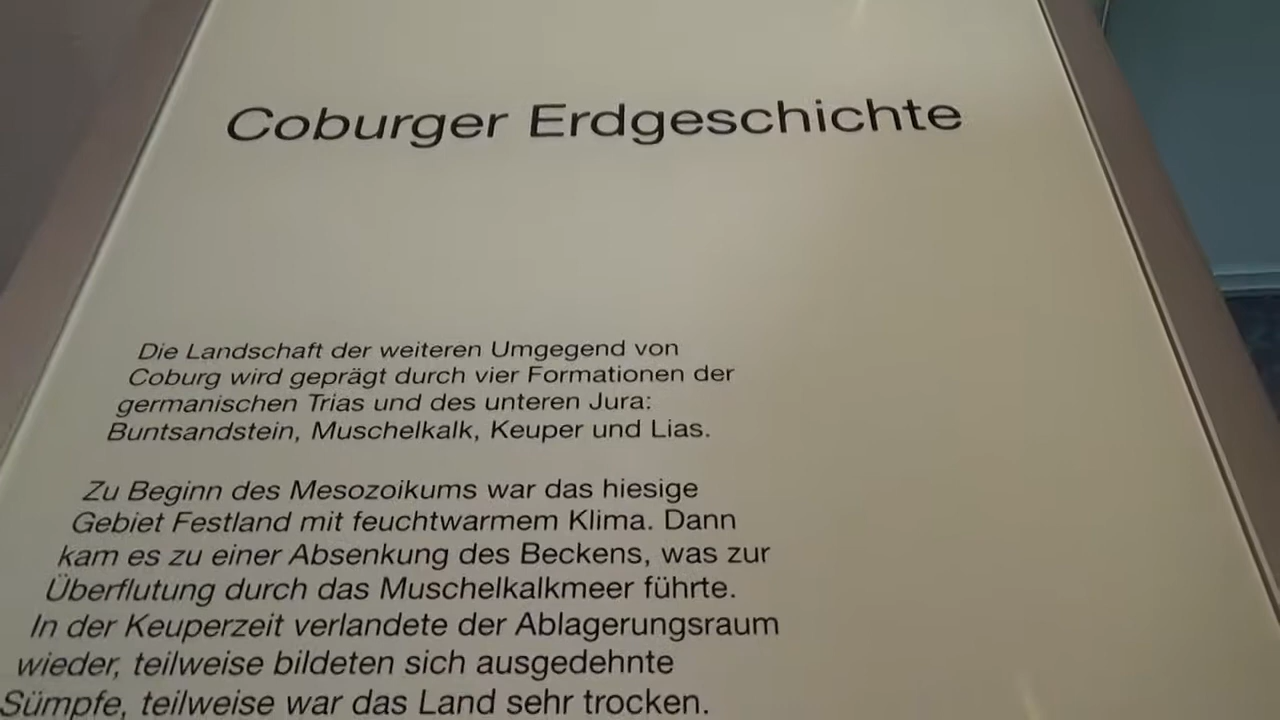 Coburger Erdgeschichte
Die Landschaft der weiteren Umgegend von
Coburg wird geprägt durch vier Formationen der
germanischen Trias und des unteren Jura:
Buntsandstein, Muschelkalk, Keuper und Lias.
Zu Beginn des Mesozoikums war das hiesige
Gebiet Festland mit feuchtwarmem Klima. Dann
kam es zu einer Absenkung des Beckens, was zur
Überflutung durch das Muschelkalkmeer führte.
In der Keuperzeit verlandete der Ablagerungsraum
wieder, teilweise bildeten sich ausgedehnte
Sümpfe, teilweise war das Land sehr trocken.